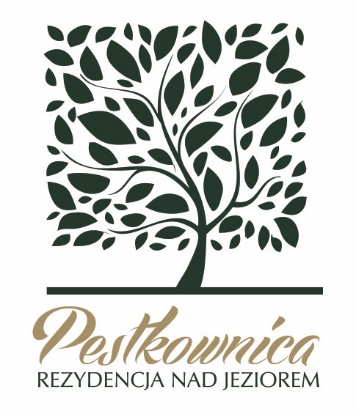 Pestkownica
REZYDENCJA NAD JEZIOREM